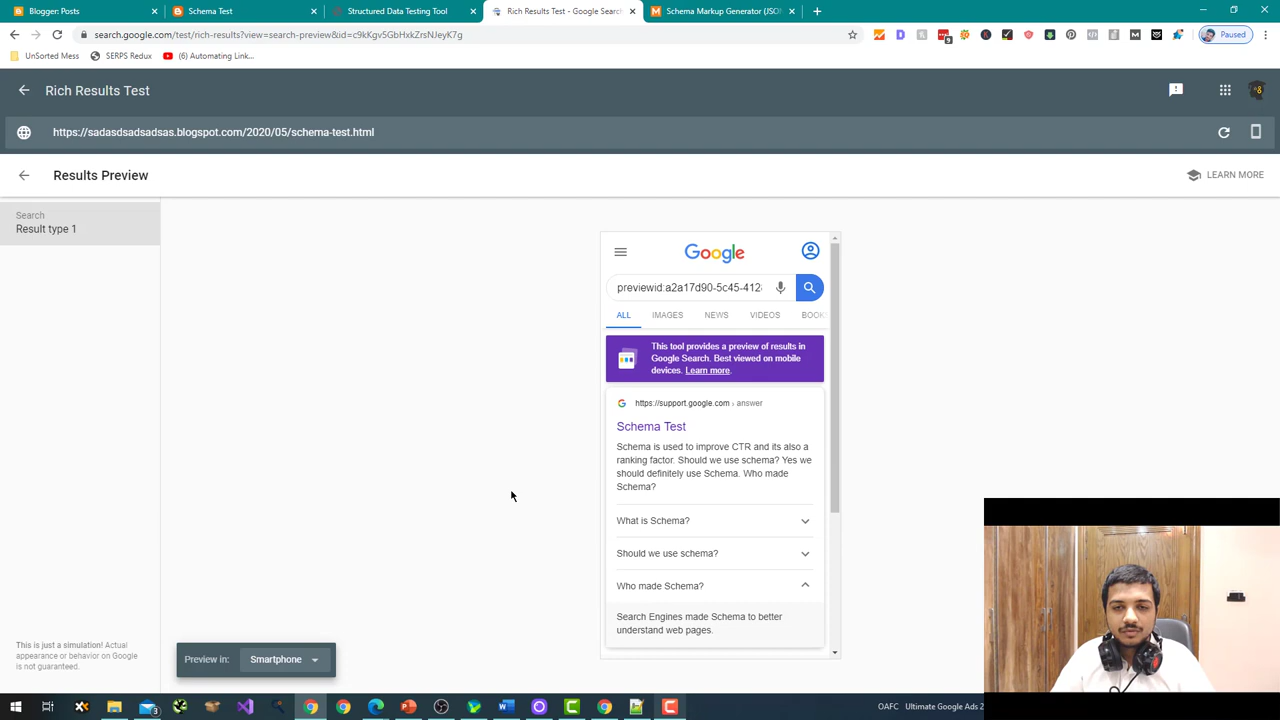 Blogger: Posts
Schema Test
Structured Data Testing Tool
Rich Results Test - Google Search
Schema Markup Generator (JSON
search.google.com/test/rich-results?view=search-preview&id=c9kKgv5GbHxkZrsNJeyK7g
Paused
UnSorted Mess
SERPS Redux
(6) Automating Link...
Rich Results Test
https://sadasdsadsadsas.blogspot.com/2020/05/schema-test.html
Results Preview
LEARN MORE
Search
Result type 1
Google
previewid:a2a17d90-5c45-412
ALL
IMAGES
NEWS
VIDEOS
BOOK
This tool provides a preview of results in
Google Search. Best viewed on mobile
devices. Learn more.
https://support.google.com › answer
Schema Test
Schema is used to improve CTR and its also a
ranking factor. Should we use schema? Yes we
should definitely use Schema. Who made
Schema?
What is Schema?
Should we use schema?
Who made Schema?
Search Engines made Schema to better
understand web pages.
This is just a simulation! Actual
appearance or behavior on Google
is not guaranteed.
Preview in:
Smartphone
OAFC
Ultimate Google Ads 2